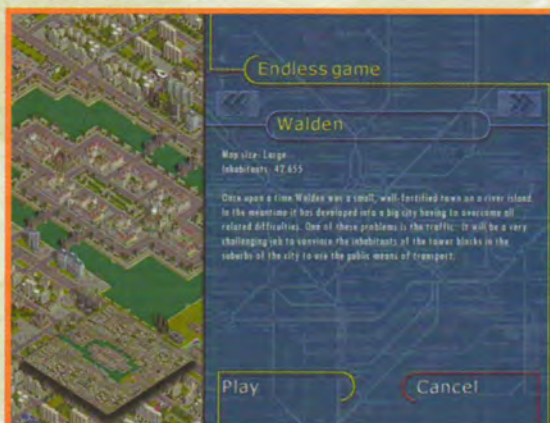 Endless game
Walden
Map size: Large
Inhabitants: 42.655
Once upon a time Walden was a small, well-fortified town on a river island.
In the meantime it has developed into a big city having to overcome all
related difficulties. One of these problems is the traffic. It will be a very
challenging job to convince the inhabitants of the tower blocks in the
suburbs of the city to use the public means of transport.
Play
Cancel